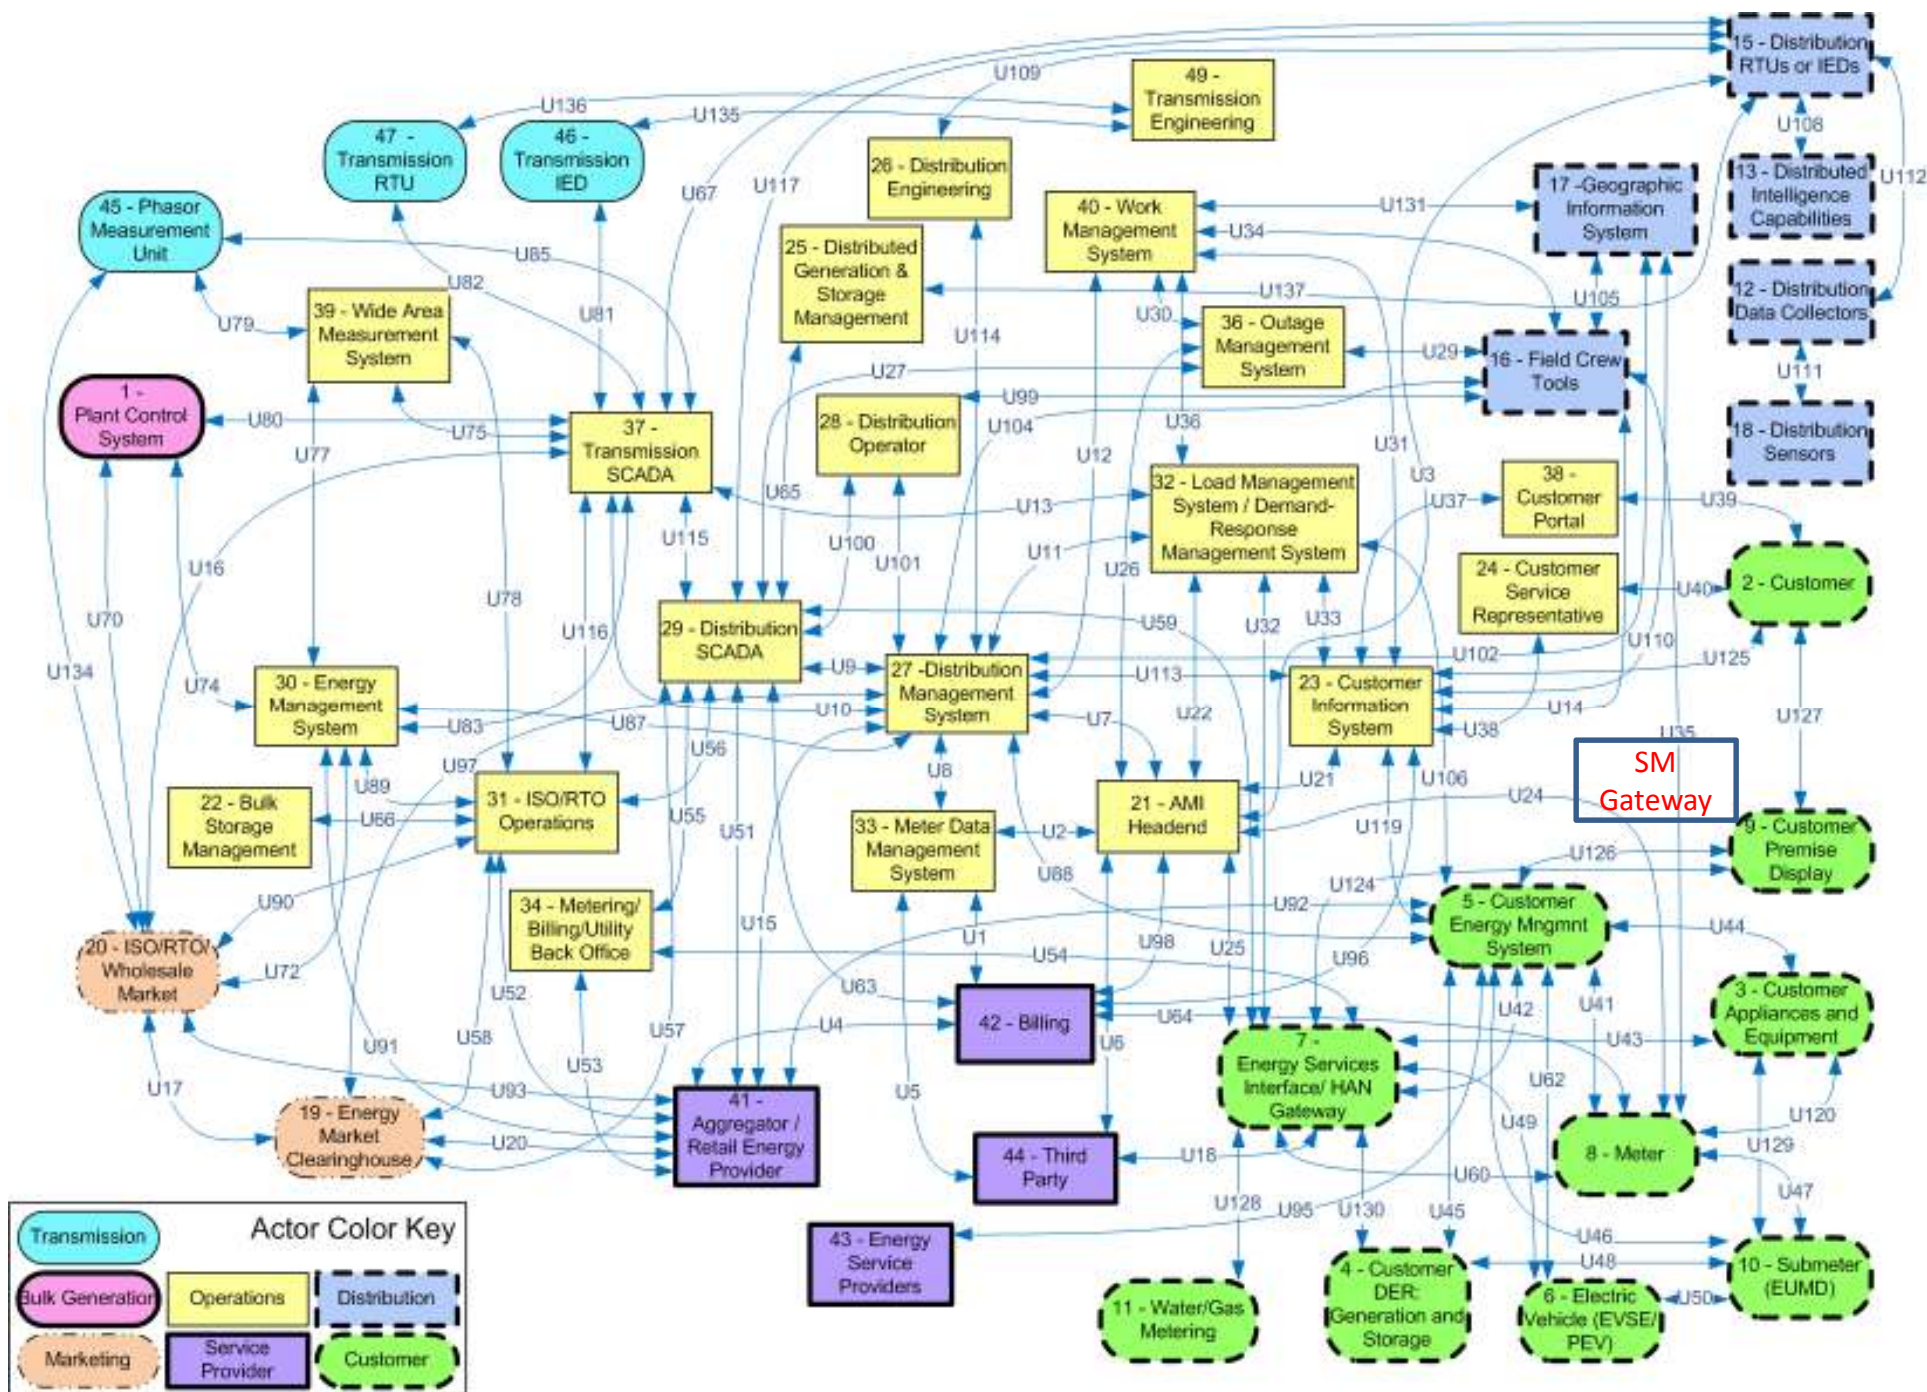 15 - Distribution
RTUs or IEDs
U109
49 -
Transmission
Engineering
U136
U135
47 -
Transmission
RTU
46 -
Transmission
IED
U108
26 - Distribution
Engineering
U67
U117
U112
13 - Distributed
Intelligence
Capabilities
17 -Geographic
Information
System
45 - Phasor
Measurement
Unit
40 - Work
Management
System
U131
U34
25 - Distributed
Generation &
Storage
Management
U85
U82
U81
U137
U105
12 - Distribution
Data Collectors
39 - Wide Area
Measurement
System
U79
U30
U114
36 - Outage
Management
System
U29
16 - Field Crew
Tools
U111
U27
U99
1 -
Plant Control
System
U80
U75
28 - Distribution
Operator
U104
U36
U12
U31
18 - Distribution
Sensors
37 -
Transmission
SCADA
U77
U65
U3
32 - Load Management
System / Demand-
Response
Management System
38 -
Customer
Portal
U37
U39
U13
U115
U100
U101
U11
U16
U26
24 - Customer
Service
Representative
U40
2 - Customer
U70
U78
U116
29 - Distribution
SCADA
U59
U32
U33
U110
U102
U125
U134
U74
30 - Energy
Management
System
U9
27 -Distribution
Management
System
U113
23 - Customer
Information
System
U83
U87
U10
U7
U22
U14
U38
U127
U35
U56
U97
U89
U8
U21
U106
SM
Gateway
22 - Bulk
Storage
Management
U66
31 - ISO/RTO
Operations
21 - AMI
Headend
U24
U55
U51
33 - Meter Data
Management
System
U2
U119
9 - Customer
Premise
Display
U126
U88
U124
34 - Metering/
Billing/Utility
Back Office
U90
U92
5 - Customer
Energy Mngmnt
System
U44
U15
U1
U98
U25
U54
U96
20 - ISO/RTO/
Wholesale
Market
U72
U52
U63
U41
U42
3 - Customer
Appliances and
Equipment
42 - Billing
U64
U4
U6
U43
U58
U57
U91
U53
7 -
Energy Services
Interface/ HAN
Gateway
U62
U17
U93
U5
U49
U120
19 - Energy
Market
Clearinghouse
U20
41 -
Aggregator /
Retail Energy
Provider
44 - Third
Party
U18
8 - Meter
U129
U60
U47
U128
U95
U130
U45
U46
43 - Energy
Service
Providers
U48
10 - Submeter
(EUMD)
U50
11 - Water/Gas
Metering
4 - Customer
DER:
Generation and
Storage
6 - Electric
Vehicle (EVSE/
PEV)
Actor Color Key
Transmission
Bulk Generation
Operations
Distribution
Marketing
Service
Provider
Customer